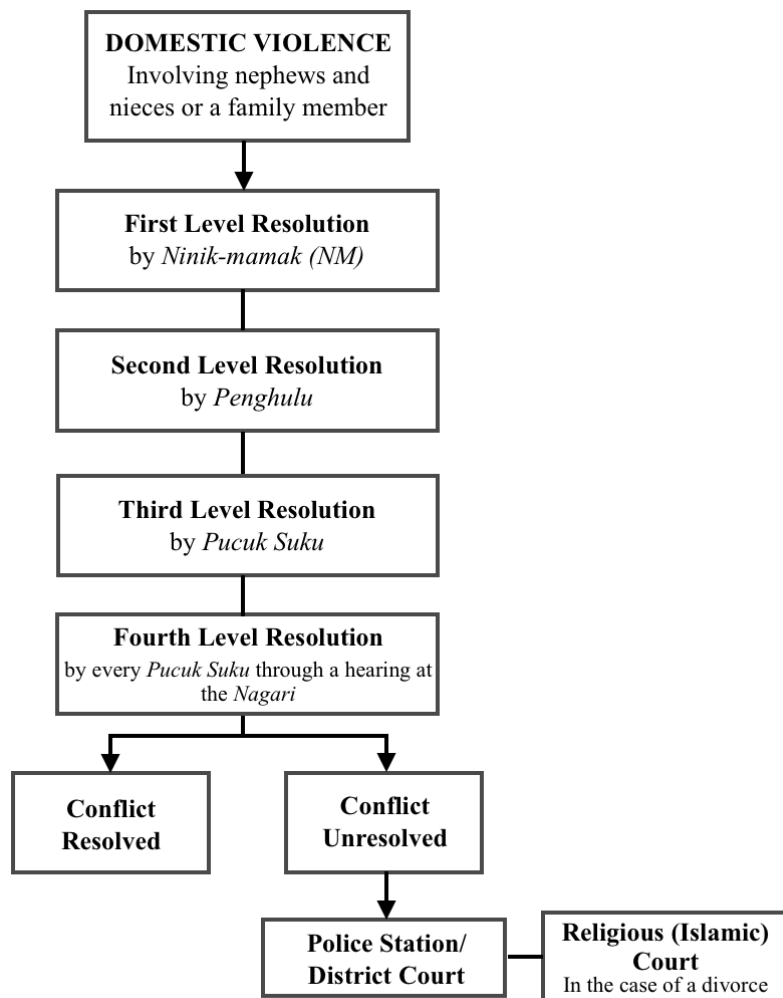 DOMESTIC VIOLENCE
Involving nephews and
nieces or a family member
First Level Resolution
by Ninik-mamak (NM)
Second Level Resolution
by Penghulu
Third Level Resolution
by Pucuk Suku
Fourth Level Resolution
by every Pucuk Suku through a hearing at
the Nagari
Conflict
Resolved
Conflict
Unresolved
Police Station/
District Court
Religious (Islamic)
Court
In the case of a divorce